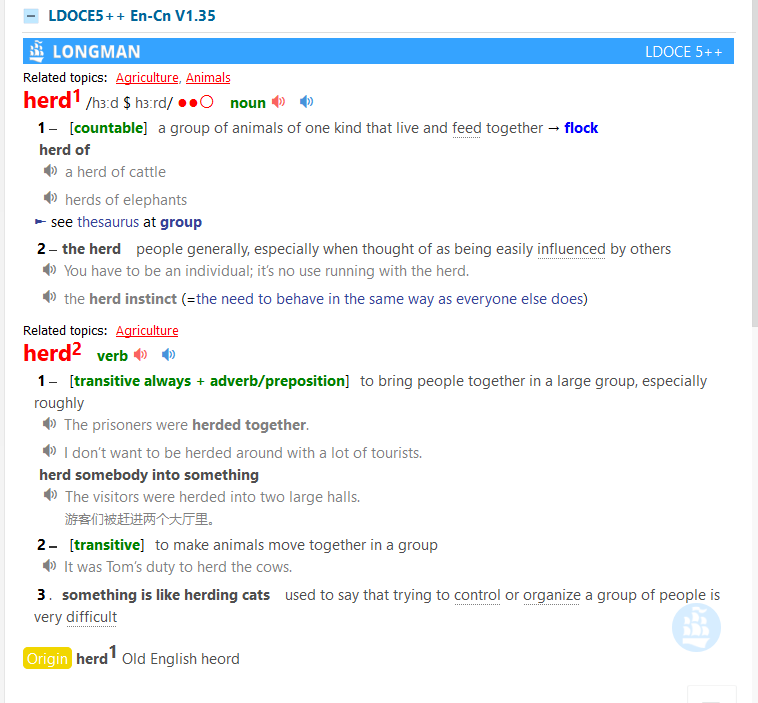 LDOCE5++ En-Cn V1.35
LONGMAN LDOCE 5++
Related topics: Agriculture, Animals
herd1 /hɜːd $ hɜːrd/ ●●○ noun
1 – [countable] a group of animals of one kind that live and feed together → flock
herd of
a herd of cattle
herds of elephants
► see thesaurus at group
2 – the herd people generally, especially when thought of as being easily influenced by others
You have to be an individual; it’s no use running with the herd.
the herd instinct (=the need to behave in the same way as everyone else does)
Related topics: Agriculture
herd2 verb
1 – [transitive always + adverb/preposition] to bring people together in a large group, especially
roughly
The prisoners were herded together.
I don’t want to be herded around with a lot of tourists.
herd somebody into something
The visitors were herded into two large halls.
游客们被赶进两个大厅里。
2 – [transitive] to make animals move together in a group
It was Tom’s duty to herd the cows.
3 . something is like herding cats used to say that trying to control or organize a group of people is
very difficult
Origin herd1 Old English heord